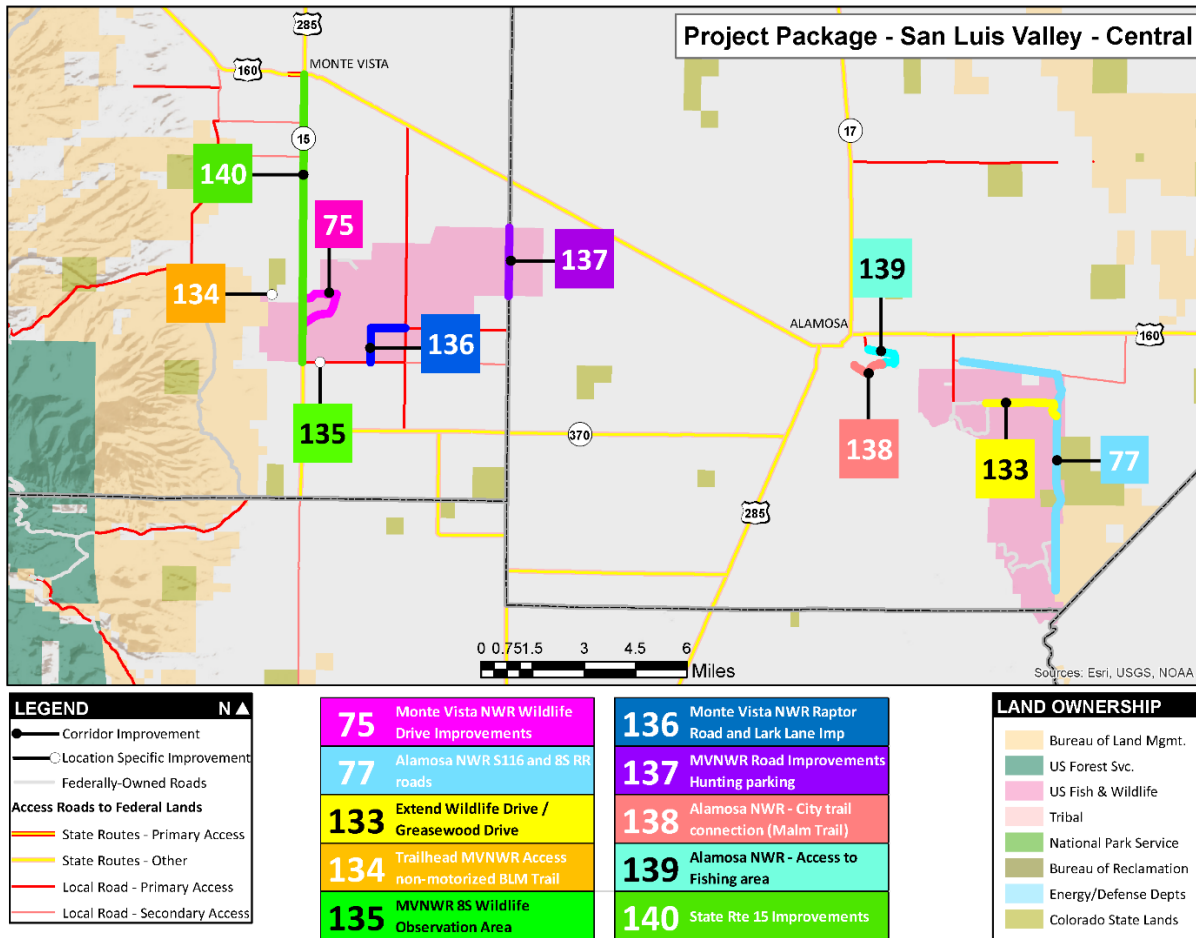 Project Package - San Luis Valley - Central
285
MONTE VISTA
160
15
17
140
75
137
139
134
ALAMOSA
136
160
135
370
138
133
77
285
0 0.75 1.5 3 4.5 6
Miles
Sources: Esri, USGS, NOAA
LEGEND N
Corridor Improvement
Location Specific Improvement
Federally-Owned Roads
Access Roads to Federal Lands
State Routes - Primary Access
State Routes - Other
Local Road - Primary Access
Local Road - Secondary Access
75 Monte Vista NWR Wildlife
Drive Improvements
77 Alamosa NWR S116 and 8S RR
roads
133 Extend Wildlife Drive /
Greasewood Drive
134 Trailhead MVNWR Access
non-motorized BLM Trail
135 MVNWR 8S Wildlife
Observation Area
136 Monte Vista NWR Raptor
Road and Lark Lane Imp
137 MVNWR Road Improvements
Hunting parking
138 Alamosa NWR - City trail
connection (Malm Trail)
139 Alamosa NWR - Access to
Fishing area
140 State Rte 15 Improvements
LAND OWNERSHIP
Bureau of Land Mgmt.
US Forest Svc.
US Fish & Wildlife
Tribal
National Park Service
Bureau of Reclamation
Energy/Defense Depts
Colorado State Lands